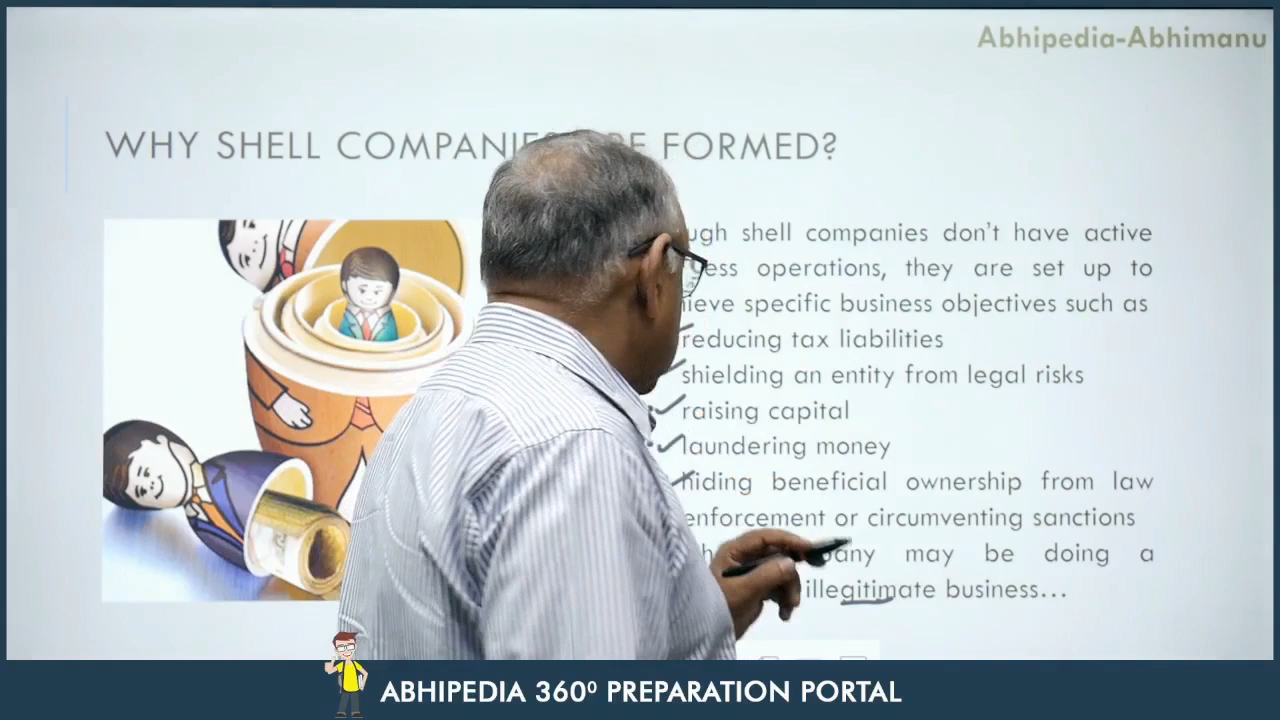 Abhipedia-Abhimanu
WHY SHELL COMPANIES ARE FORMED?
shell companies don't have active
operations, they are set up to
specific business objectives such as
reducing tax liabilities
shielding an entity from legal risks
raising capital
laundering money
hiding beneficial ownership from law
enforcement or circumventing sanctions
may be doing a
illegitimate business...
ABHIPEDIA 360⁰ PREPARATION PORTAL